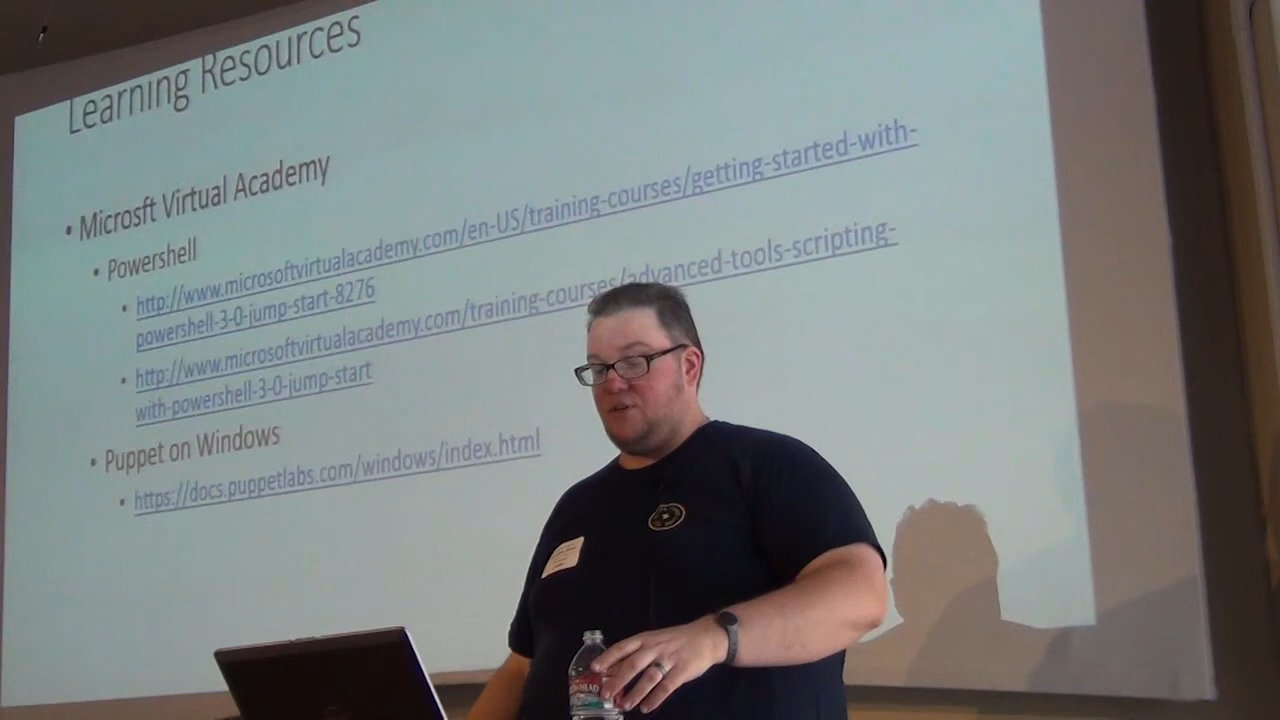 Learning Resources
• Microsft Virtual Academy
• Powershell
• http://www.microsoftvirtualacademy.com/en-US/training-courses/getting-started-with-
powershell-3-0-jump-start-8276
• http://www.microsoftvirtualacademy.com/training-courses/advanced-tools-scripting-
with-powershell-3-0-jump-start
• Puppet on Windows
• https://docs.puppetlabs.com/windows/index.html